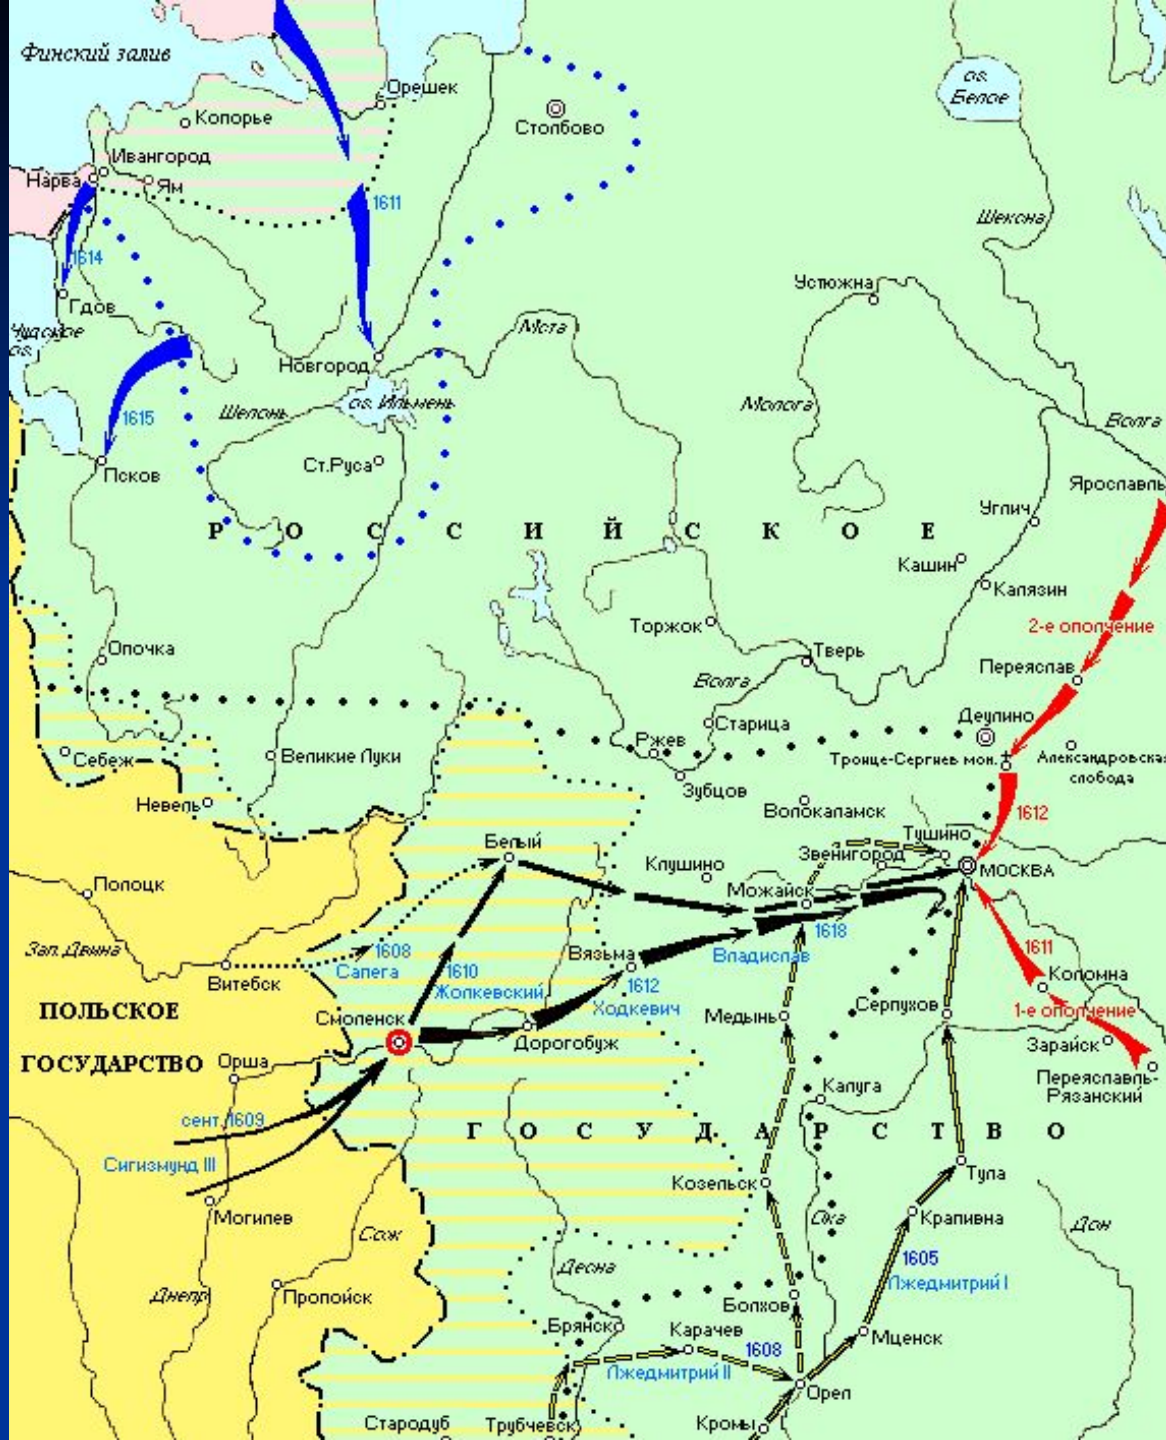 Финский залив
Орешек
оз.
Белое
Копорье
Столбово
Ивангород
Нарва
Ям
1611
Шексна
1614
Гдов
Устюжна
Чудское
оз.
Мста
Новгород
оз. Ильмень
Шелонь
1615
Молога
Волга
Псков
Ст.Руса
Ярославль
Углич
РОССИЙСКОЕ
Кашин
Калязин
Торжок
2-е ополчение
Опочка
Тверь
Переяслав
Волга
Деулино
Старица
Ржев
Себеж
Великие Луки
Троице-Сергиев мон.
Александровская
слобода
Зубцов
Невель
Волокаламск
1612
Тушино
Белый
Звенигород
Клушино
МОСКВА
Полоцк
Можайск
1618
Зап. Двина
1608
Сапега
Вязьма
Владислав
1611
Витебск
1610
Жолкевский
1612
Ходкевич
Коломна
ПОЛЬСКОЕ
Смоленск
Медынь
Серпухов
1-е ополчение
Дорогобуж
Зарайск
ГОСУДАРСТВО
Орша
Переяславль-
Рязанский
Калуга
сент. 1609
ГОСУДАРСТВО
Сигизмунд III
Тула
Козельск
Могилев
Ока
Крапивна
Дон
Сож
1605
Десна
Лжедмитрий I
Днепр
Пропойск
Болхов
Брянск
Карачев
Мценск
1608
Лжедмитрий II
Орел
Стародуб
Трубчевск
Кромы